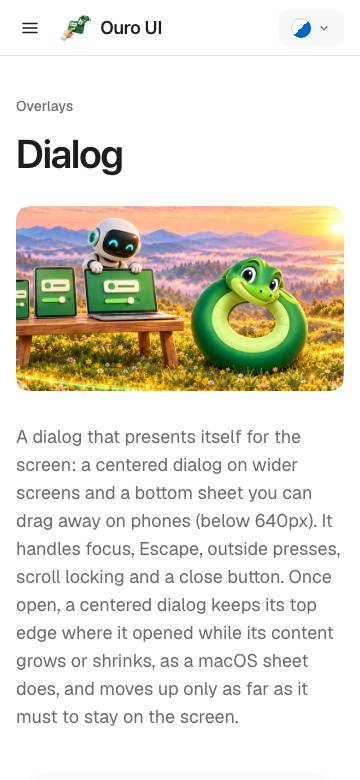 Ouro UI
Overlays
Dialog
A dialog that presents itself for the
screen: a centered dialog on wider
screens and a bottom sheet you can
drag away on phones (below 640px). It
handles focus, Escape, outside presses,
scroll locking and a close button. Once
open, a centered dialog keeps its top
edge where it opened while its content
grows or shrinks, as a macOS sheet
does, and moves up only as far as it
must to stay on the screen.